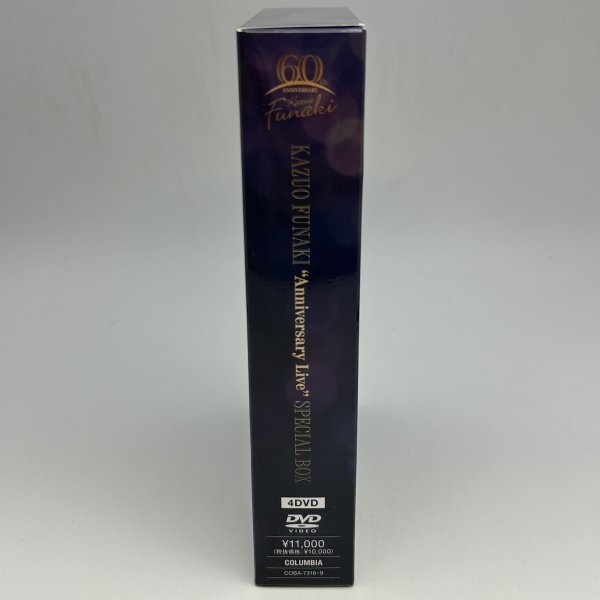 60th
ANNIVERSARY
Kazuo
Funaki
KAZUO FUNAKI "Anniversary Live" SPECIAL BOX
4DVD
DVD
VIDEO
¥11,000
(税抜価格 ¥10,000)
COLUMBIA
COBA-7316~9